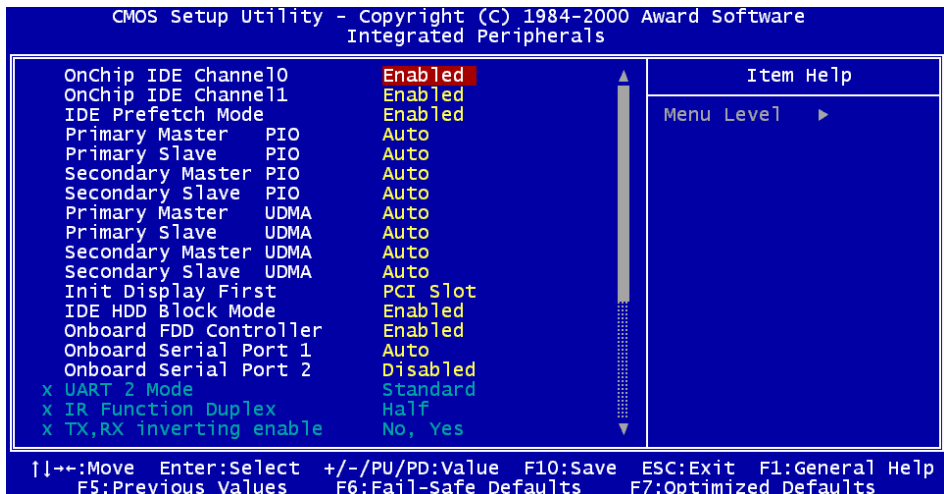 CMOS Setup Utility - Copyright (C) 1984-2000 Award Software
Integrated Peripherals
OnChip IDE Channel0 Enabled
OnChip IDE Channel1 Enabled
IDE Prefetch Mode Enabled
Primary Master PIO Auto
Primary Slave PIO Auto
Secondary Master PIO Auto
Secondary Slave PIO Auto
Primary Master UDMA Auto
Primary Slave UDMA Auto
Secondary Master UDMA Auto
Secondary Slave UDMA Auto
Init Display First PCI Slot
IDE HDD Block Mode Enabled
Onboard FDD Controller Enabled
Onboard Serial Port 1 Auto
Onboard Serial Port 2 Disabled
x UART 2 Mode Standard
x IR Function Duplex Half
x TX,RX inverting enable No, Yes
Item Help
Menu Level ►
↑↓→←:Move Enter:Select +/-/PU/PD:Value F10:Save ESC:Exit F1:General Help
F5:Previous Values F6:Fail-Safe Defaults F7:Optimized Defaults